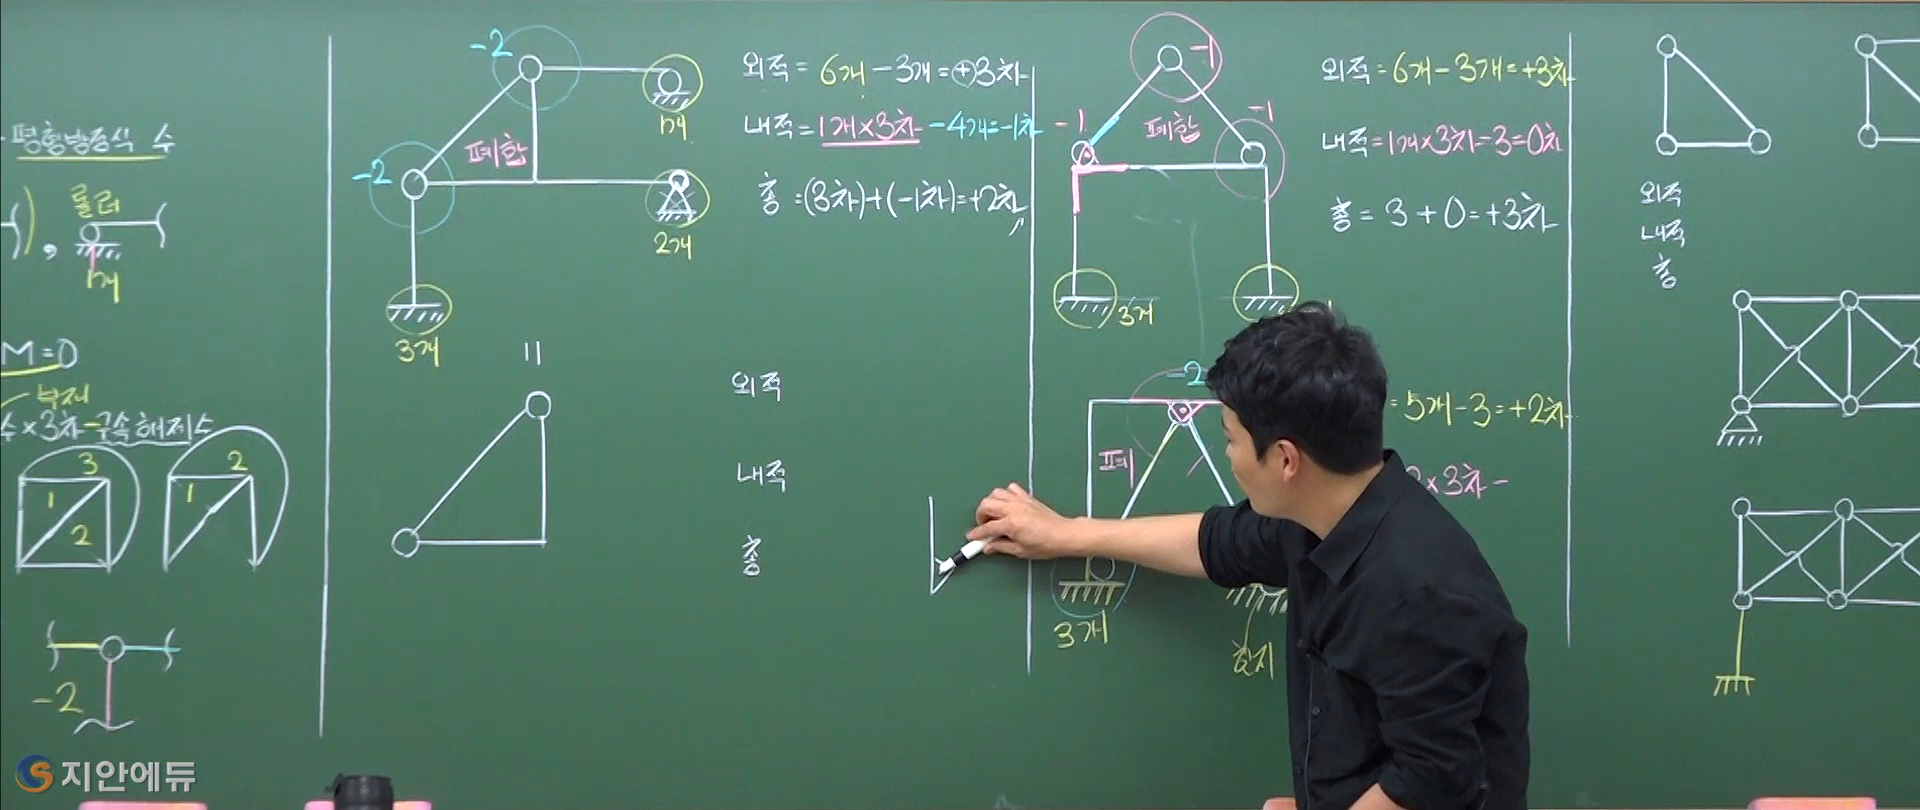 평형방정식 수
롤러
,
1개
M=0
부재
수×3차-구속해제수
3
1
2
2
1
-2
-2
-2
폐합
1개
2개
3개
외적 = 6개 - 3개 = +3차
내적 = 1개×3차 - 4개 = -1차
총 = (3차)+(-1차) = +2차
외적
내적
총
-1
-1
-1
폐합
3개
외적 = 6개 - 3개 = +3차
내적 = 1개×3차 - 3 = 0차
총 = 3 + 0 = +3차
-2
폐
3개
힌지
= 5개 - 3 = +2차
×3차 -
외적
내적
총
지안에듀